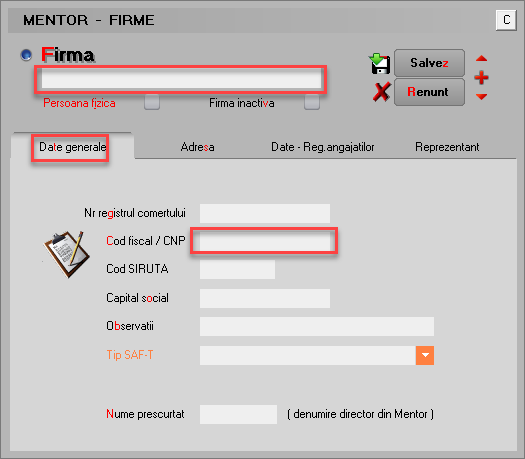 MENTOR - FIRME C
Firma
Salvez
Persoana fizica Firma inactiva Renunt
Date generale Adresa Date - Reg.angajatilor Reprezentant
Nr registrul comertului
Cod fiscal / CNP
Cod SIRUTA
Capital social
Observatii
Tip SAF-T
Nume prescurtat ( denumire director din Mentor )